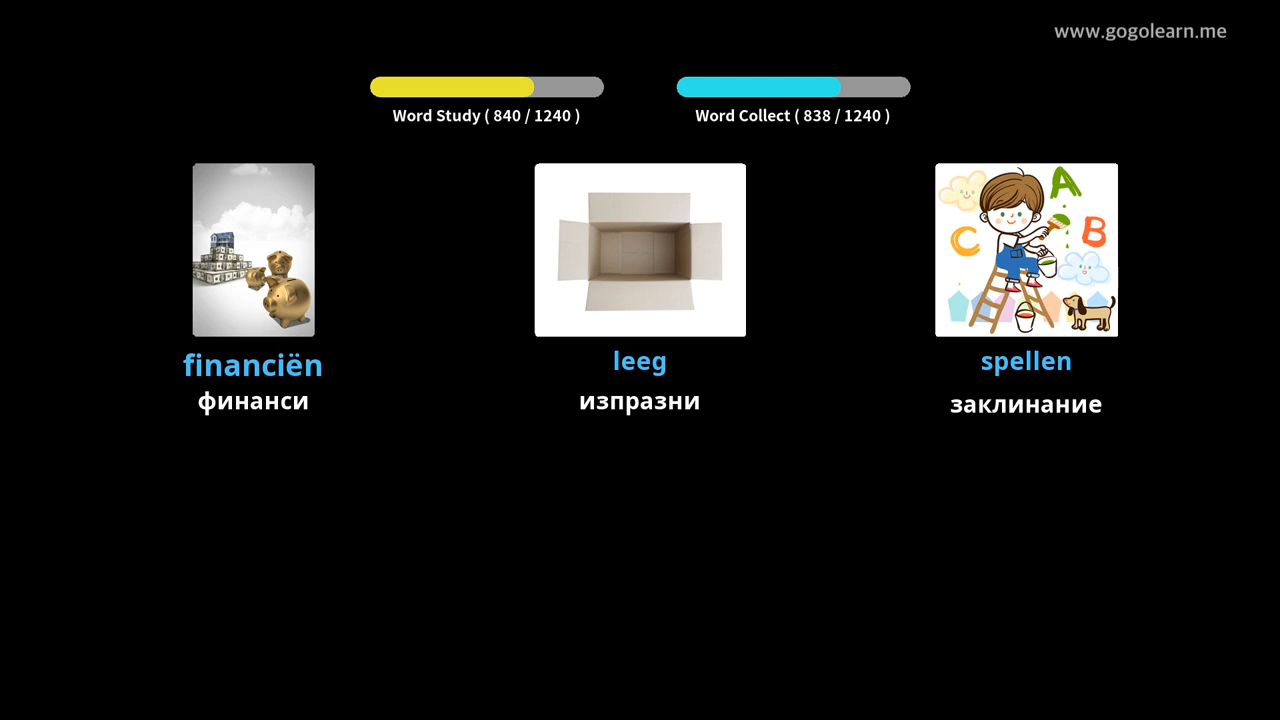 www.gogolearn.me
Word Study ( 840 / 1240 )
Word Collect ( 838 / 1240 )
A
B
C
financiën
leeg
spellen
финанси
изпразни
заклинание